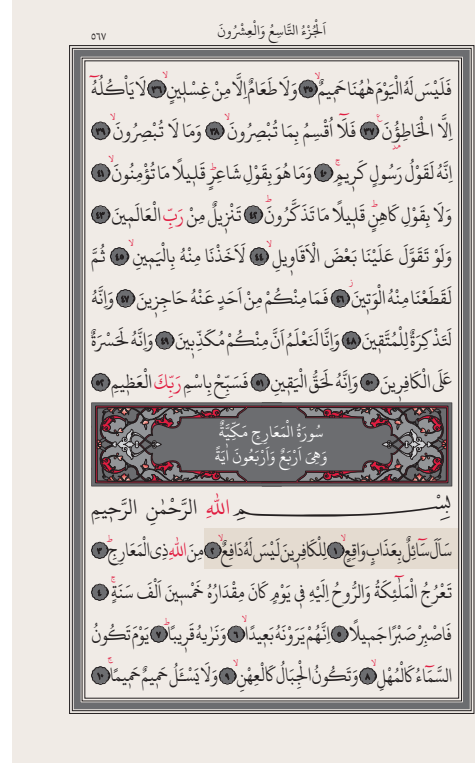 ٥٦٧
اَلْجُزْءُ التَّاسِعُ وَالْعِشْرُونَ
فَلَيْسَ لَهُ الْيَوْمَ هٰهُنَا حَمِيمٌۙ ﴿٣٥﴾ وَلَا طَعَامٌ اِلَّا مِنْ غِسْلِينٍۙ ﴿٣٦﴾ لَا يَأْكُلُهُٓ
اِلَّا الْخَاطِؤُ۫نَ۟ ﴿٣٧﴾ فَلَٓا اُقْسِمُ بِمَا تُبْصِرُونَۙ ﴿٣٨﴾ وَمَا لَا تُبْصِرُونَۙ ﴿٣٩﴾
اِنَّهُ لَقَوْلُ رَسُولٍ كَرِيمٍۚ ﴿٤٠﴾ وَمَا هُوَ بِقَوْلِ شَاعِرٍۜ قَلِيلًا مَا تُؤْمِنُونَۙ ﴿٤١﴾
وَلَا بِقَوْلِ كَاهِنٍۜ قَلِيلًا مَا تَذَكَّرُونَۜ ﴿٤٢﴾ تَنْزِيلٌ مِنْ رَبِّ الْعَالَمِينَ ﴿٤٣﴾
وَلَوْ تَقَوَّلَ عَلَيْنَا بَعْضَ الْاَقَاوِيلِۙ ﴿٤٤﴾ لَاَخَذْنَا مِنْهُ بِالْيَمِينِۙ ﴿٤٥﴾ ثُمَّ
لَقَطَعْنَا مِنْهُ الْوَتِينَۘ ﴿٤٦﴾ فَمَا مِنْكُمْ مِنْ اَحَدٍ عَنْهُ حَاجِزِينَ ﴿٤٧﴾ وَاِنَّهُ
لَتَذْكِرَةٌ لِلْمُتَّقِينَ ﴿٤٨﴾ وَاِنَّا لَنَعْلَمُ اَنَّ مِنْكُمْ مُكَذِّبِينَ ﴿٤٩﴾ وَاِنَّهُ لَحَسْرَةٌ
عَلَى الْكَافِرِينَ ﴿٥٠﴾ وَاِنَّهُ لَحَقُّ الْيَقِينِ ﴿٥١﴾ فَسَبِّحْ بِاسْمِ رَبِّكَ الْعَظِيمِ ﴿٥٢﴾
سُورَةُ الْمَعَارِجِ مَكِّيَّةٌ
وَهِيَ اَرْبَعٌ وَاَرْبَعُونَ اٰيَةً
بِسْمِ اللّٰهِ الرَّحْمٰنِ الرَّحِيمِ
سَاَلَ سَٓائِلٌ بِعَذَابٍ وَاقِعٍۙ ﴿١﴾ لِلْكَافِرِينَ لَيْسَ لَهُ دَافِعٌۙ ﴿٢﴾ مِنَ اللّٰهِ ذِي الْمَعَارِجِۜ ﴿٣﴾
تَعْرُجُ الْمَلٰٓئِكَةُ وَالرُّوحُ اِلَيْهِ فِي يَوْمٍ كَانَ مِقْدَارُهُ خَمْسِينَ اَلْفَ سَنَةٍۚ ﴿٤﴾
فَاصْبِرْ صَبْرًا جَمِيلًا ﴿٥﴾ اِنَّهُمْ يَرَوْنَهُ بَعِيدًاۙ ﴿٦﴾ وَنَرٰيهُ قَرِيبًاۜ ﴿٧﴾ يَوْمَ تَكُونُ
السَّمَٓاءُ كَالْمُهْلِۙ ﴿٨﴾ وَتَكُونُ الْجِبَالُ كَالْعِهْنِۙ ﴿٩﴾ وَلَا يَسْـَٔلُ حَمِيمٌ حَمِيمًاۚ ﴿١٠﴾